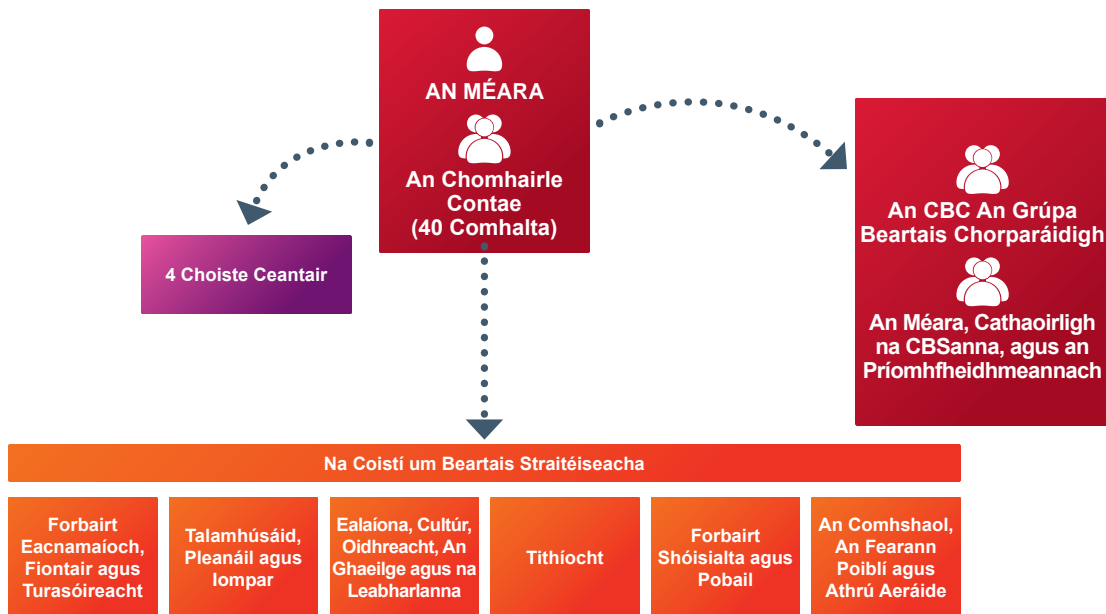 AN MÉARA
An Chomhairle
Contae
(40 Comhalta)
4 Choiste Ceantair
An CBC An Grúpa
Beartais Chorparáidigh
An Méara, Cathaoirligh
na CBSanna, agus an
Príomhfheidhmeannach
Na Coistí um Beartais Straitéiseacha
Forbairt
Eacnamaíoch,
Fiontair agus
Turasóireacht
Talamhúsáid,
Pleanáil agus
Iompar
Ealaíona, Cultúr,
Oidhreacht, An
Ghaeilge agus na
Leabharlanna
Tithíocht
Forbairt
Shóisialta agus
Pobail
An Comhshaol,
An Fearann
Poiblí agus
Athrú Aeráide